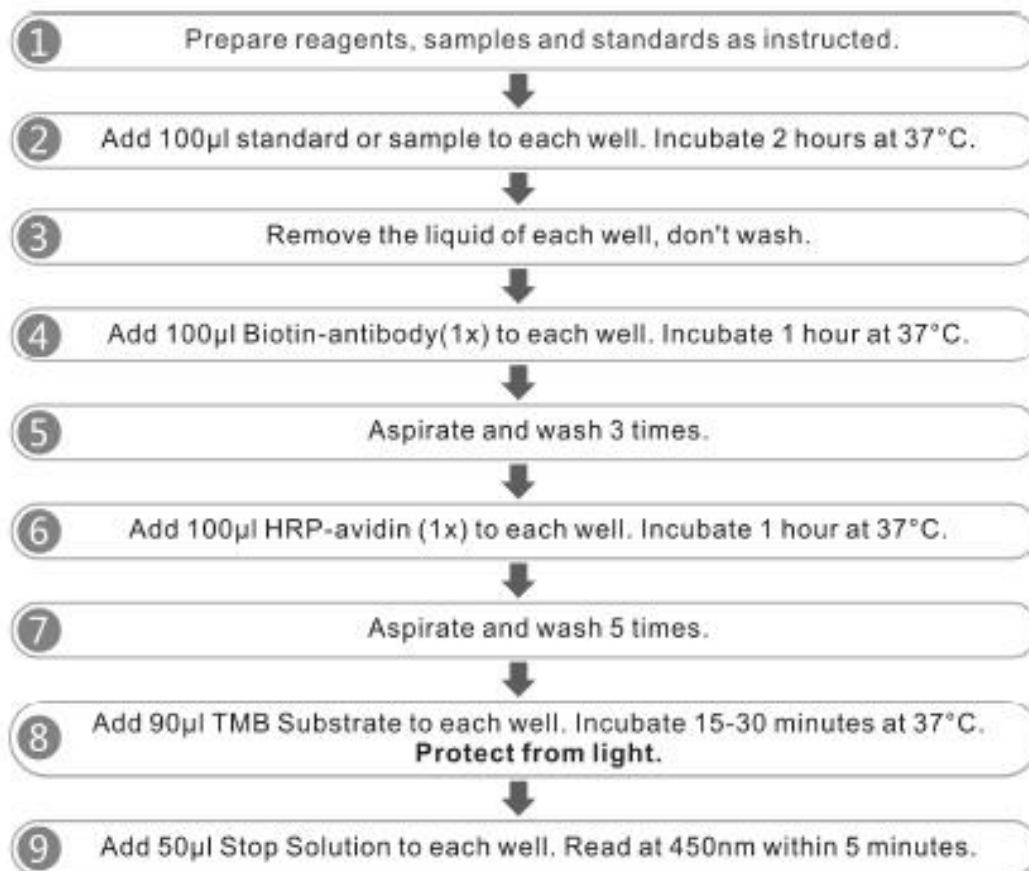 1 Prepare reagents, samples and standards as instructed.
2 Add 100μl standard or sample to each well. Incubate 2 hours at 37°C.
3 Remove the liquid of each well, don't wash.
4 Add 100μl Biotin-antibody(1x) to each well. Incubate 1 hour at 37°C.
5 Aspirate and wash 3 times.
6 Add 100μl HRP-avidin (1x) to each well. Incubate 1 hour at 37°C.
7 Aspirate and wash 5 times.
8 Add 90μl TMB Substrate to each well. Incubate 15-30 minutes at 37°C.
Protect from light.
9 Add 50μl Stop Solution to each well. Read at 450nm within 5 minutes.